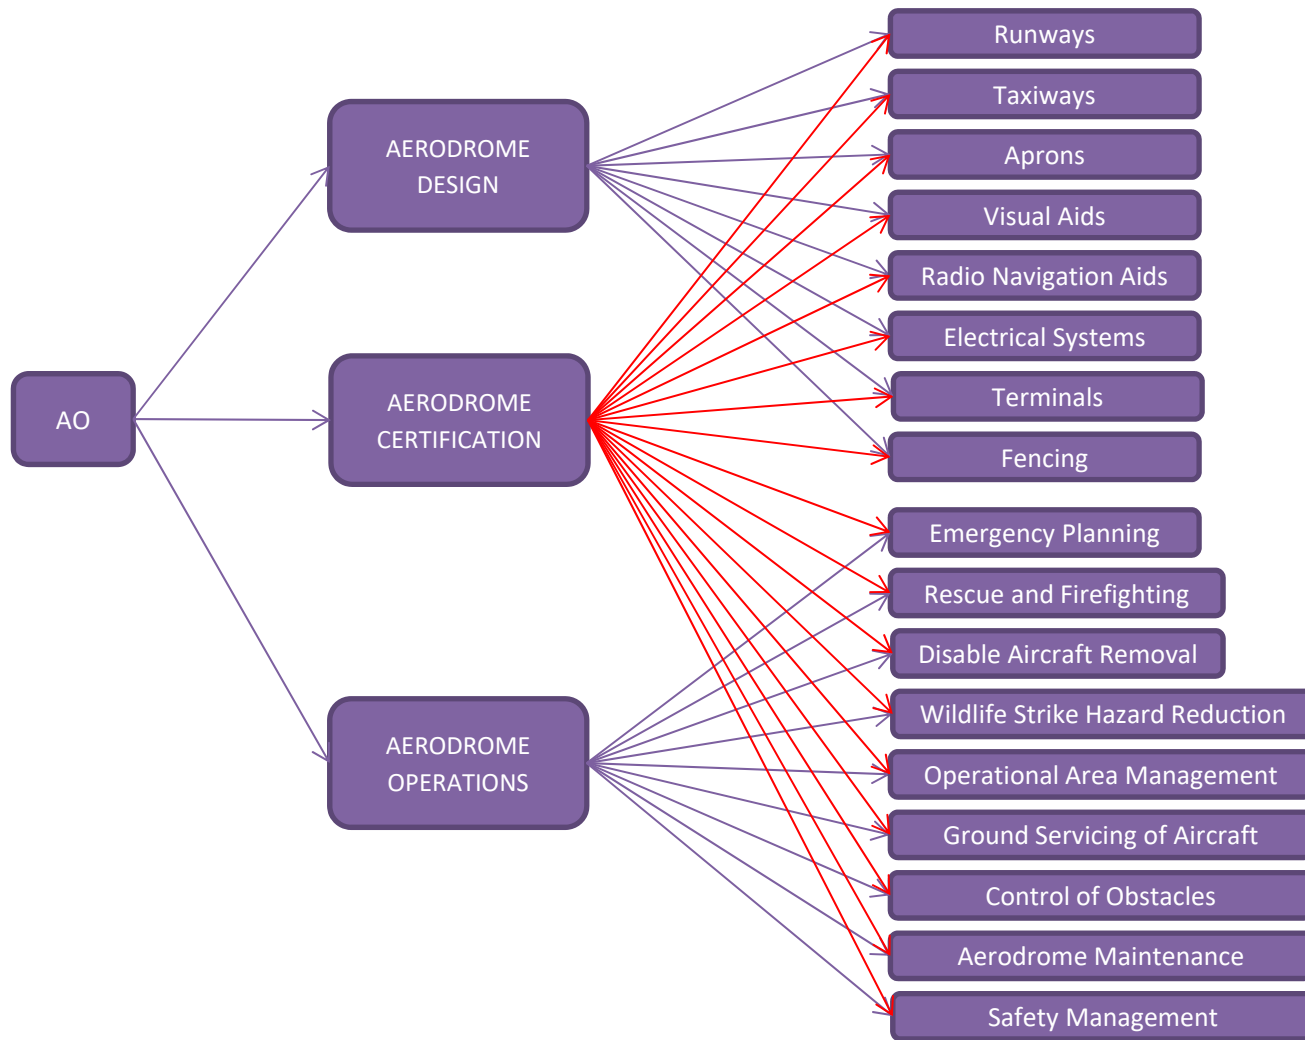 AO
AERODROME
DESIGN
AERODROME
CERTIFICATION
AERODROME
OPERATIONS
Runways
Taxiways
Aprons
Visual Aids
Radio Navigation Aids
Electrical Systems
Terminals
Fencing
Emergency Planning
Rescue and Firefighting
Disable Aircraft Removal
Wildlife Strike Hazard Reduction
Operational Area Management
Ground Servicing of Aircraft
Control of Obstacles
Aerodrome Maintenance
Safety Management